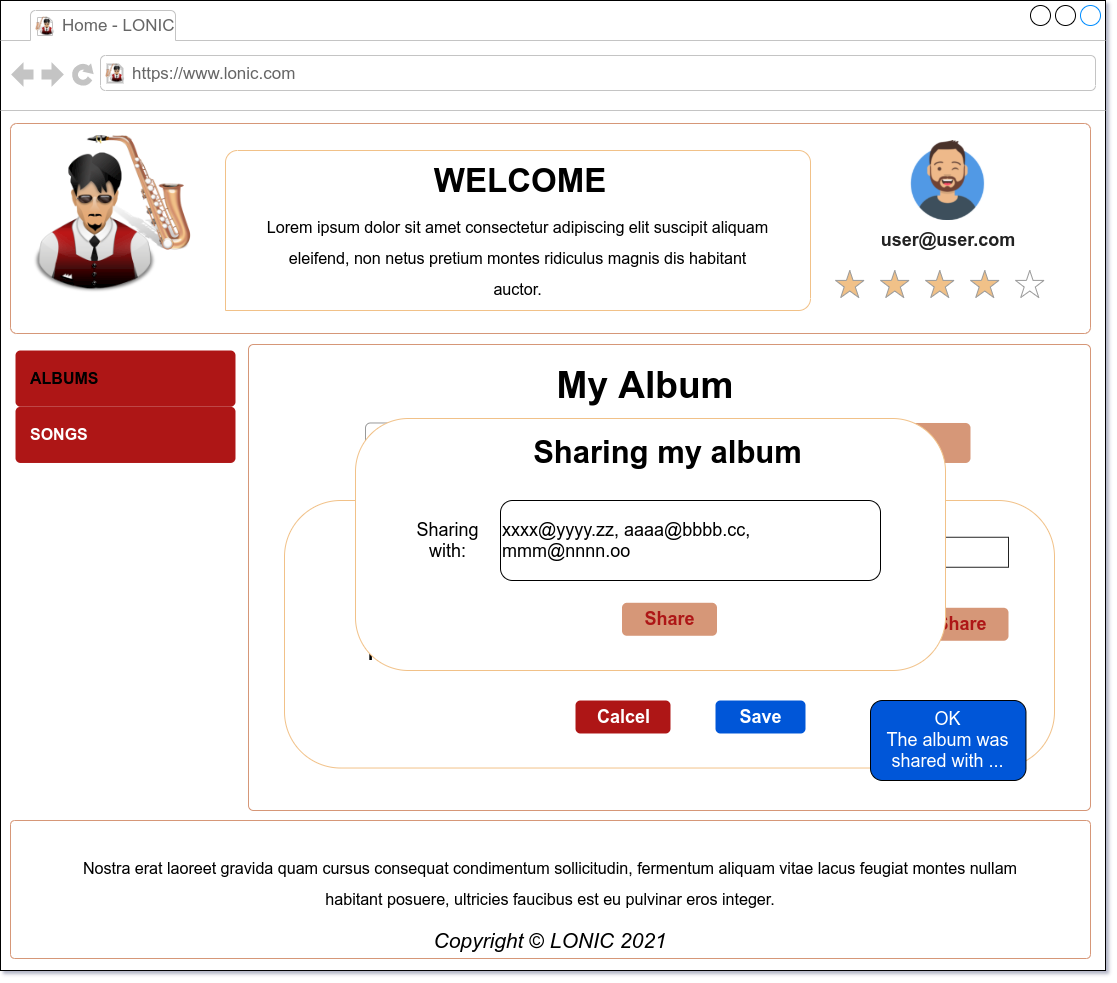 Home - LONIC
https://www.lonic.com
WELCOME
Lorem ipsum dolor sit amet consectetur adipiscing elit suscipit aliquam
eleifend, non netus pretium montes ridiculus magnis dis habitant
auctor.
user@user.com
ALBUMS
SONGS
My Album
Sharing my album
Sharing
with:
xxxx@yyyy.zz, aaaa@bbbb.cc,
mmm@nnnn.oo
Share
Share
Calcel
Save
OK
The album was
shared with ...
Nostra erat laoreet gravida quam cursus consequat condimentum sollicitudin, fermentum aliquam vitae lacus feugiat montes nullam
habitant posuere, ultricies faucibus est eu pulvinar eros integer.
Copyright © LONIC 2021